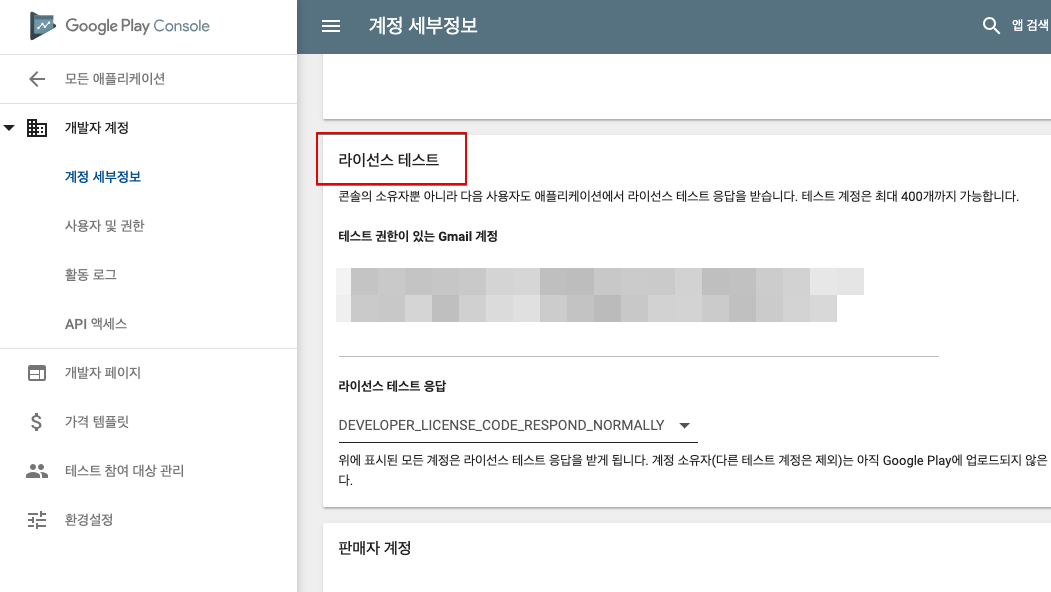 Google Play Console
계정 세부정보
앱 검색
모든 애플리케이션
개발자 계정
계정 세부정보
사용자 및 권한
활동 로그
API 액세스
개발자 페이지
가격 템플릿
테스트 참여 대상 관리
환경설정
라이선스 테스트
콘솔의 소유자뿐 아니라 다음 사용자도 애플리케이션에서 라이선스 테스트 응답을 받습니다. 테스트 계정은 최대 400개까지 가능합니다.
테스트 권한이 있는 Gmail 계정
라이선스 테스트 응답
DEVELOPER_LICENSE_CODE_RESPOND_NORMALLY
위에 표시된 모든 계정은 라이선스 테스트 응답을 받게 됩니다. 계정 소유자(다른 테스트 계정은 제외)는 아직 Google Play에 업로드되지 않은
다.
판매자 계정